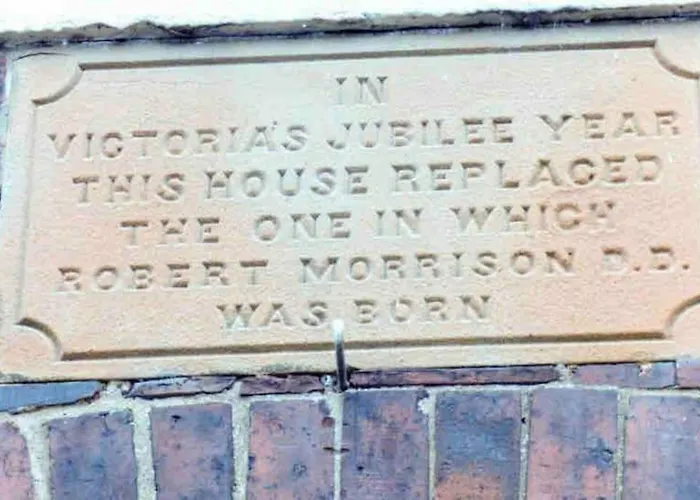 IN
VICTORIA'S JUBILEE YEAR
THIS HOUSE REPLACED
THE ONE IN WHICH
ROBERT MORRISON D.D.
WAS BORN